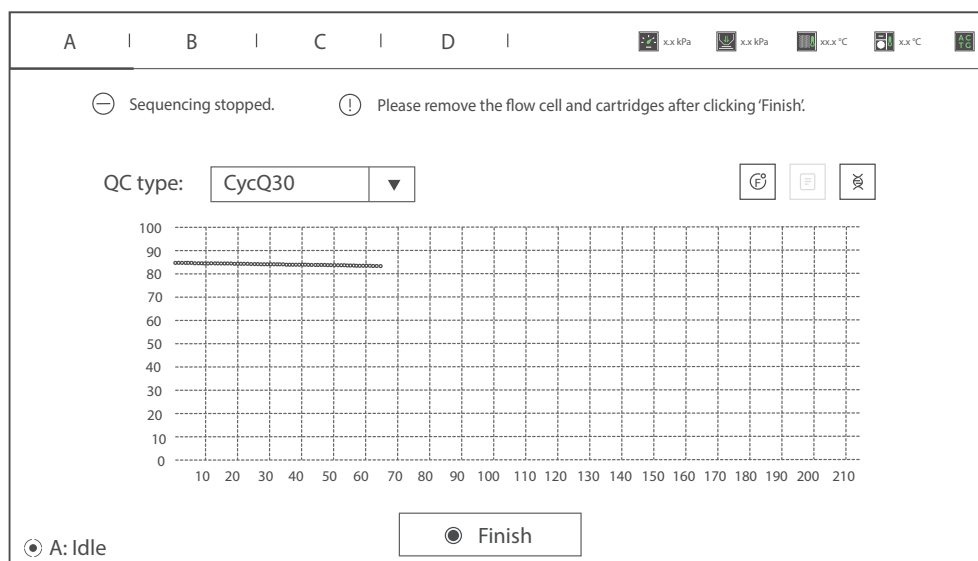 A | B | C | D | x.x kPa x.x kPa xx.x °C x.x °C A C T G
Sequencing stopped. Please remove the flow cell and cartridges after clicking ‘Finish’.
QC type: CycQ30 F
100
90
80
70
60
50
40
30
20
10
0
10 20 30 40 50 60 70 80 90 100 110 120 130 140 150 160 170 180 190 200 210
Finish
A: Idle